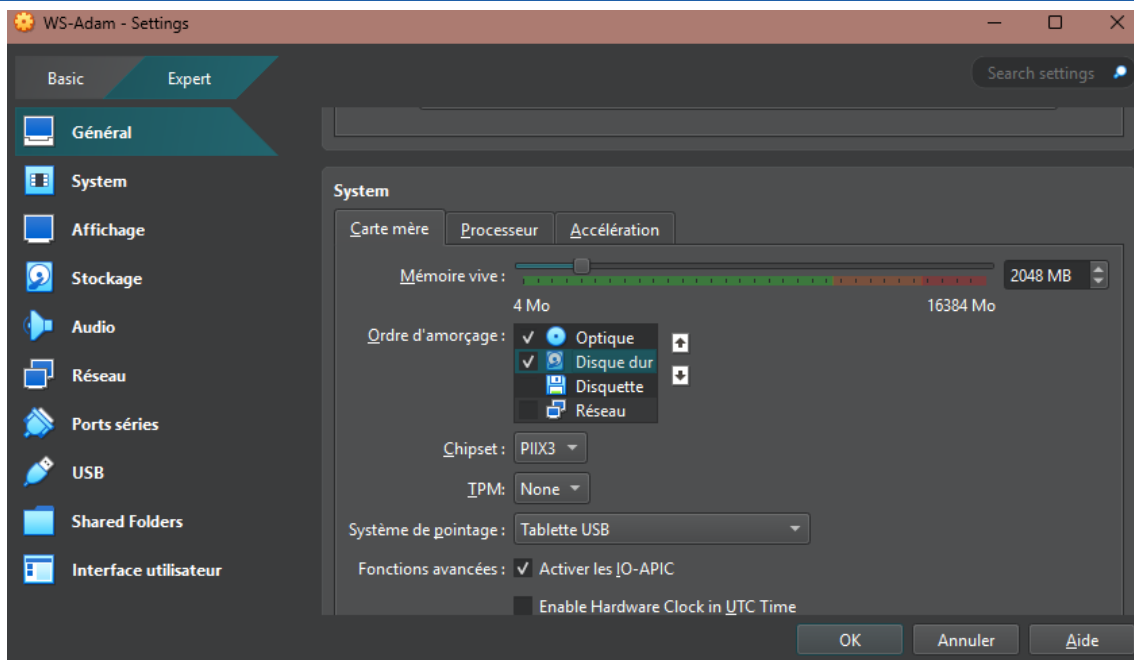 WS-Adam - Settings
Basic Expert Search settings
Général
System
Affichage
Stockage
Audio
Réseau
Ports séries
USB
Shared Folders
Interface utilisateur
System
Carte mère Processeur Accélération
Mémoire vive : 2048 MB
4 Mo 16384 Mo
Ordre d'amorçage : Optique
Disque dur
Disquette
Réseau
Chipset : PIIX3
TPM: None
Système de pointage : Tablette USB
Fonctions avancées : Activer les IO-APIC
Enable Hardware Clock in UTC Time
OK Annuler Aide